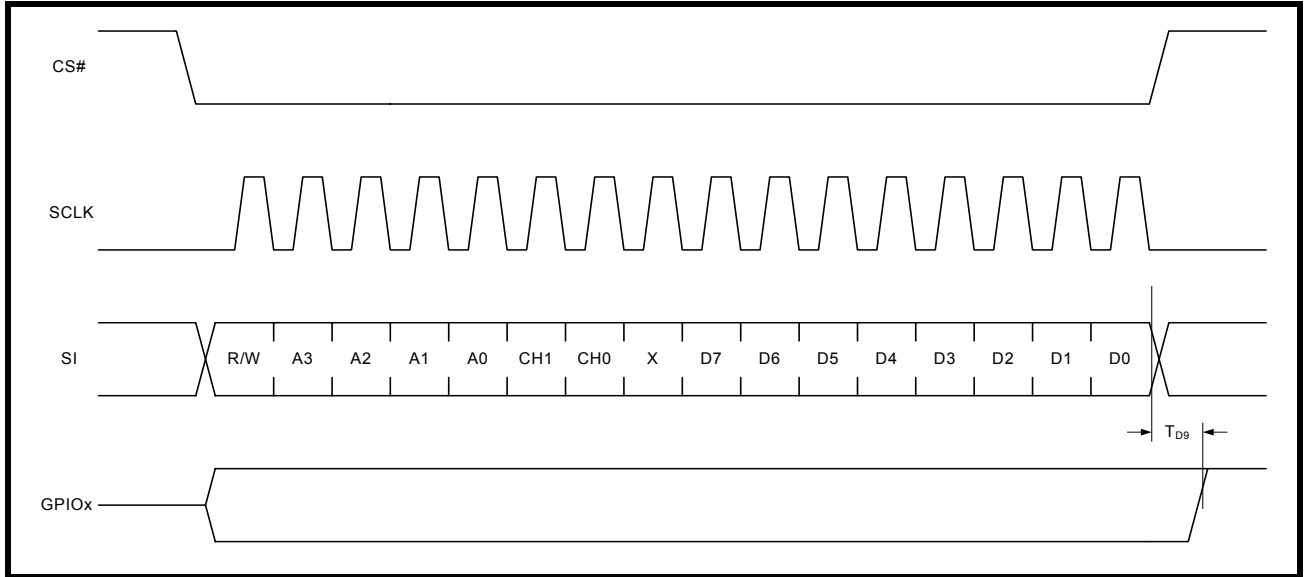 CS#
SCLK
SI R/W A3 A2 A1 A0 CH1 CH0 X D7 D6 D5 D4 D3 D2 D1 D0
TD9
GPIOx